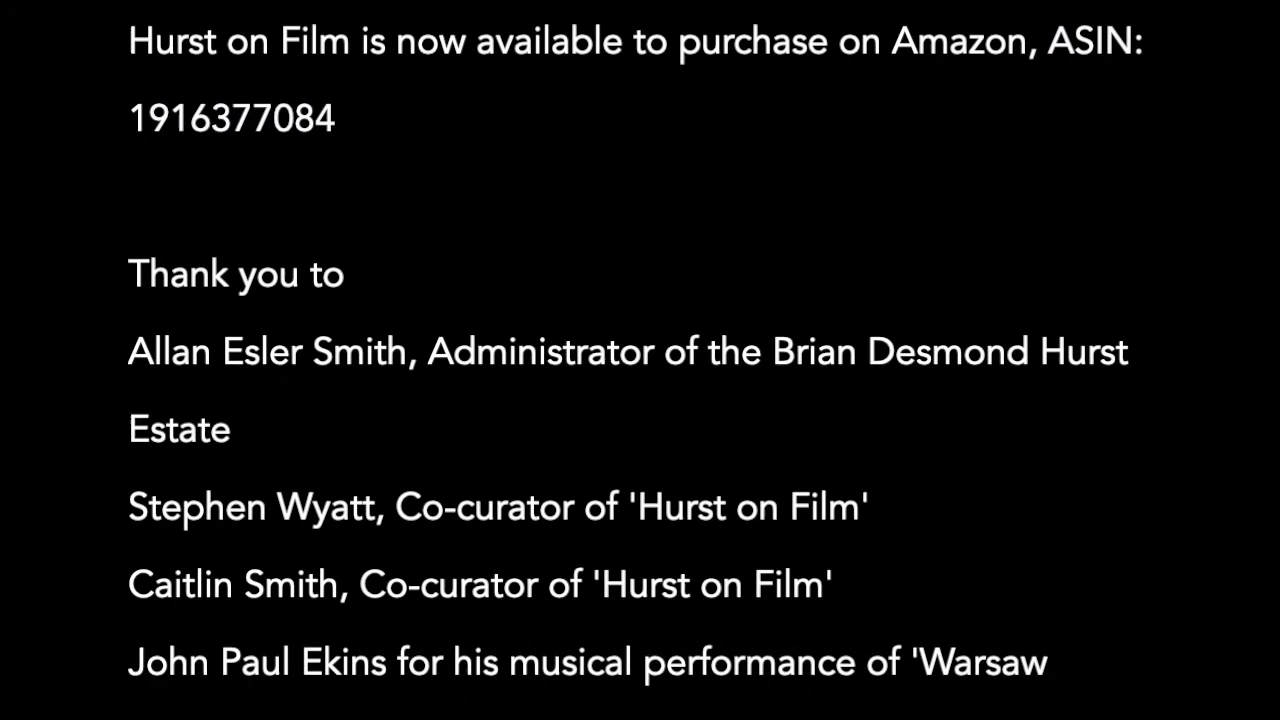 Hurst on Film is now available to purchase on Amazon, ASIN:
1916377084
Thank you to
Allan Esler Smith, Administrator of the Brian Desmond Hurst
Estate
Stephen Wyatt, Co-curator of 'Hurst on Film'
Caitlin Smith, Co-curator of 'Hurst on Film'
John Paul Ekins for his musical performance of 'Warsaw